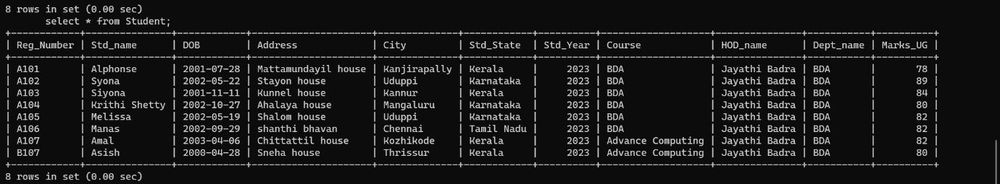 8 rows in set (0.00 sec)
select * from Student;
+------------+---------------+------------+--------------------+-------------+------------+----------+-------------------+---------------+-----------+----------+
| Reg_Number | Std_name      | DOB        | Address            | City        | Std_State  | Std_Year | Course            | HOD_name      | Dept_name | Marks_UG |
+------------+---------------+------------+--------------------+-------------+------------+----------+-------------------+---------------+-----------+----------+
| A101       | Alphonse      | 2001-07-28 | Mattamundayil house | Kanjirapally | Kerala     |     2023 | BDA               | Jayathi Badra | BDA       |       78 |
| A102       | Syona         | 2002-05-22 | Stayon house       | Uduppi      | Karnataka  |     2023 | BDA               | Jayathi Badra | BDA       |       89 |
| A103       | Siyona        | 2001-11-11 | Kunnel house       | Kannur      | Kerala     |     2023 | BDA               | Jayathi Badra | BDA       |       84 |
| A104       | Krithi Shetty | 2002-10-27 | Ahalaya house      | Mangaluru   | Karnataka  |     2023 | BDA               | Jayathi Badra | BDA       |       80 |
| A105       | Melissa       | 2002-05-19 | Shalom house       | Uduppi      | Karnataka  |     2023 | BDA               | Jayathi Badra | BDA       |       82 |
| A106       | Manas         | 2002-09-29 | shanthi bhavan     | Chennai     | Tamil Nadu |     2023 | BDA               | Jayathi Badra | BDA       |       82 |
| A107       | Amal          | 2003-04-06 | Chittattil house   | Kozhikode   | Kerala     |     2023 | Advance Computing | Jayathi Badra | BDA       |       82 |
| B107       | Asish         | 2000-04-28 | Sneha house        | Thrissur    | Kerala     |     2023 | Advance Computing | Jayathi Badra | BDA       |       80 |
+------------+---------------+------------+--------------------+-------------+------------+----------+-------------------+---------------+-----------+----------+
8 rows in set (0.00 sec)